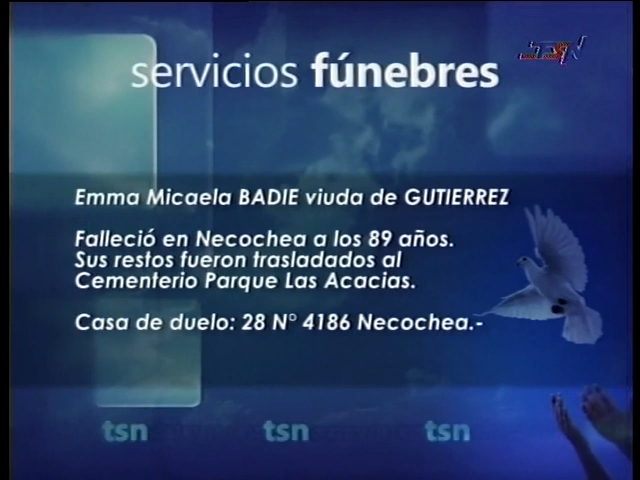 servicios fúnebres
TSN
Emma Micaela BADIE viuda de GUTIERREZ
Falleció en Necochea a los 89 años.
Sus restos fueron trasladados al
Cementerio Parque Las Acacias.
Casa de duelo: 28 N° 4186 Necochea.-
tsn tsn tsn